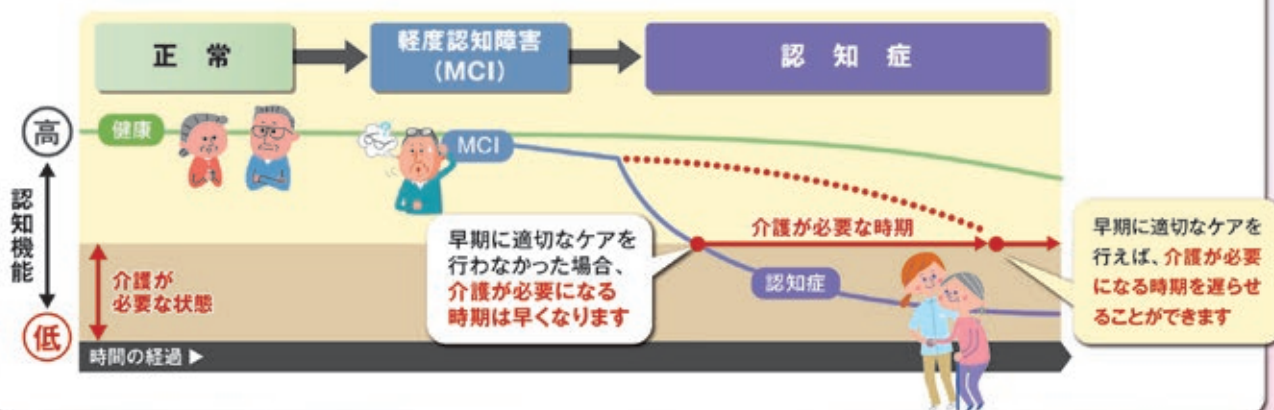 正常
軽度認知障害
(MCI)
認知症
高
認知機能
低
健康
MCI
介護が
必要な状態
早期に適切なケアを
行わなかった場合、
介護が必要になる
時期は早くなります
介護が必要な時期
認知症
早期に適切なケアを
行えば、介護が必要
になる時期を遅らせ
ることができます
時間の経過 ▶